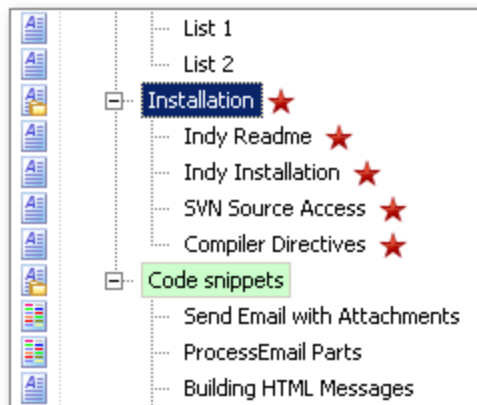 List 1
List 2
Installation
Indy Readme
Indy Installation
SVN Source Access
Compiler Directives
Code snippets
Send Email with Attachments
ProcessEmail Parts
Building HTML Messages